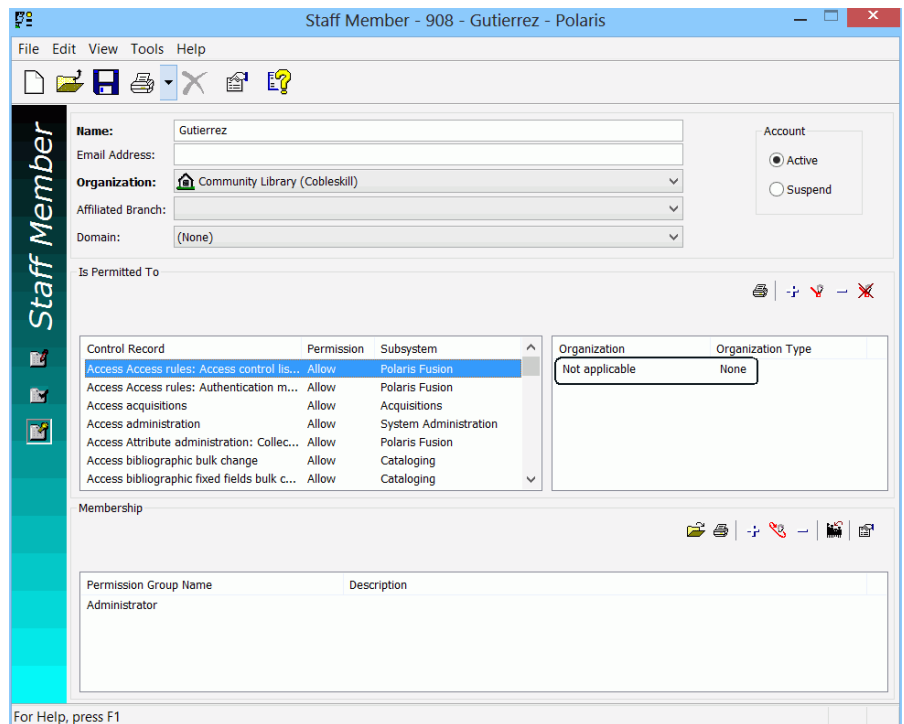 Staff Member - 908 - Gutierrez - Polaris
File Edit View Tools Help
Staff Member
Name: Gutierrez
Account
Email Address:
Active
Organization: Community Library (Cobleskill)
Suspend
Affiliated Branch:
Domain: (None)
Is Permitted To
Control Record Permission Subsystem Organization Organization Type
Access Access rules: Access control lis... Allow Polaris Fusion Not applicable None
Access Access rules: Authentication m... Allow Polaris Fusion
Access acquisitions Allow Acquisitions
Access administration Allow System Administration
Access Attribute administration: Collec... Allow Polaris Fusion
Access bibliographic bulk change Allow Cataloging
Access bibliographic fixed fields bulk c... Allow Cataloging
Membership
Permission Group Name Description
Administrator
For Help, press F1